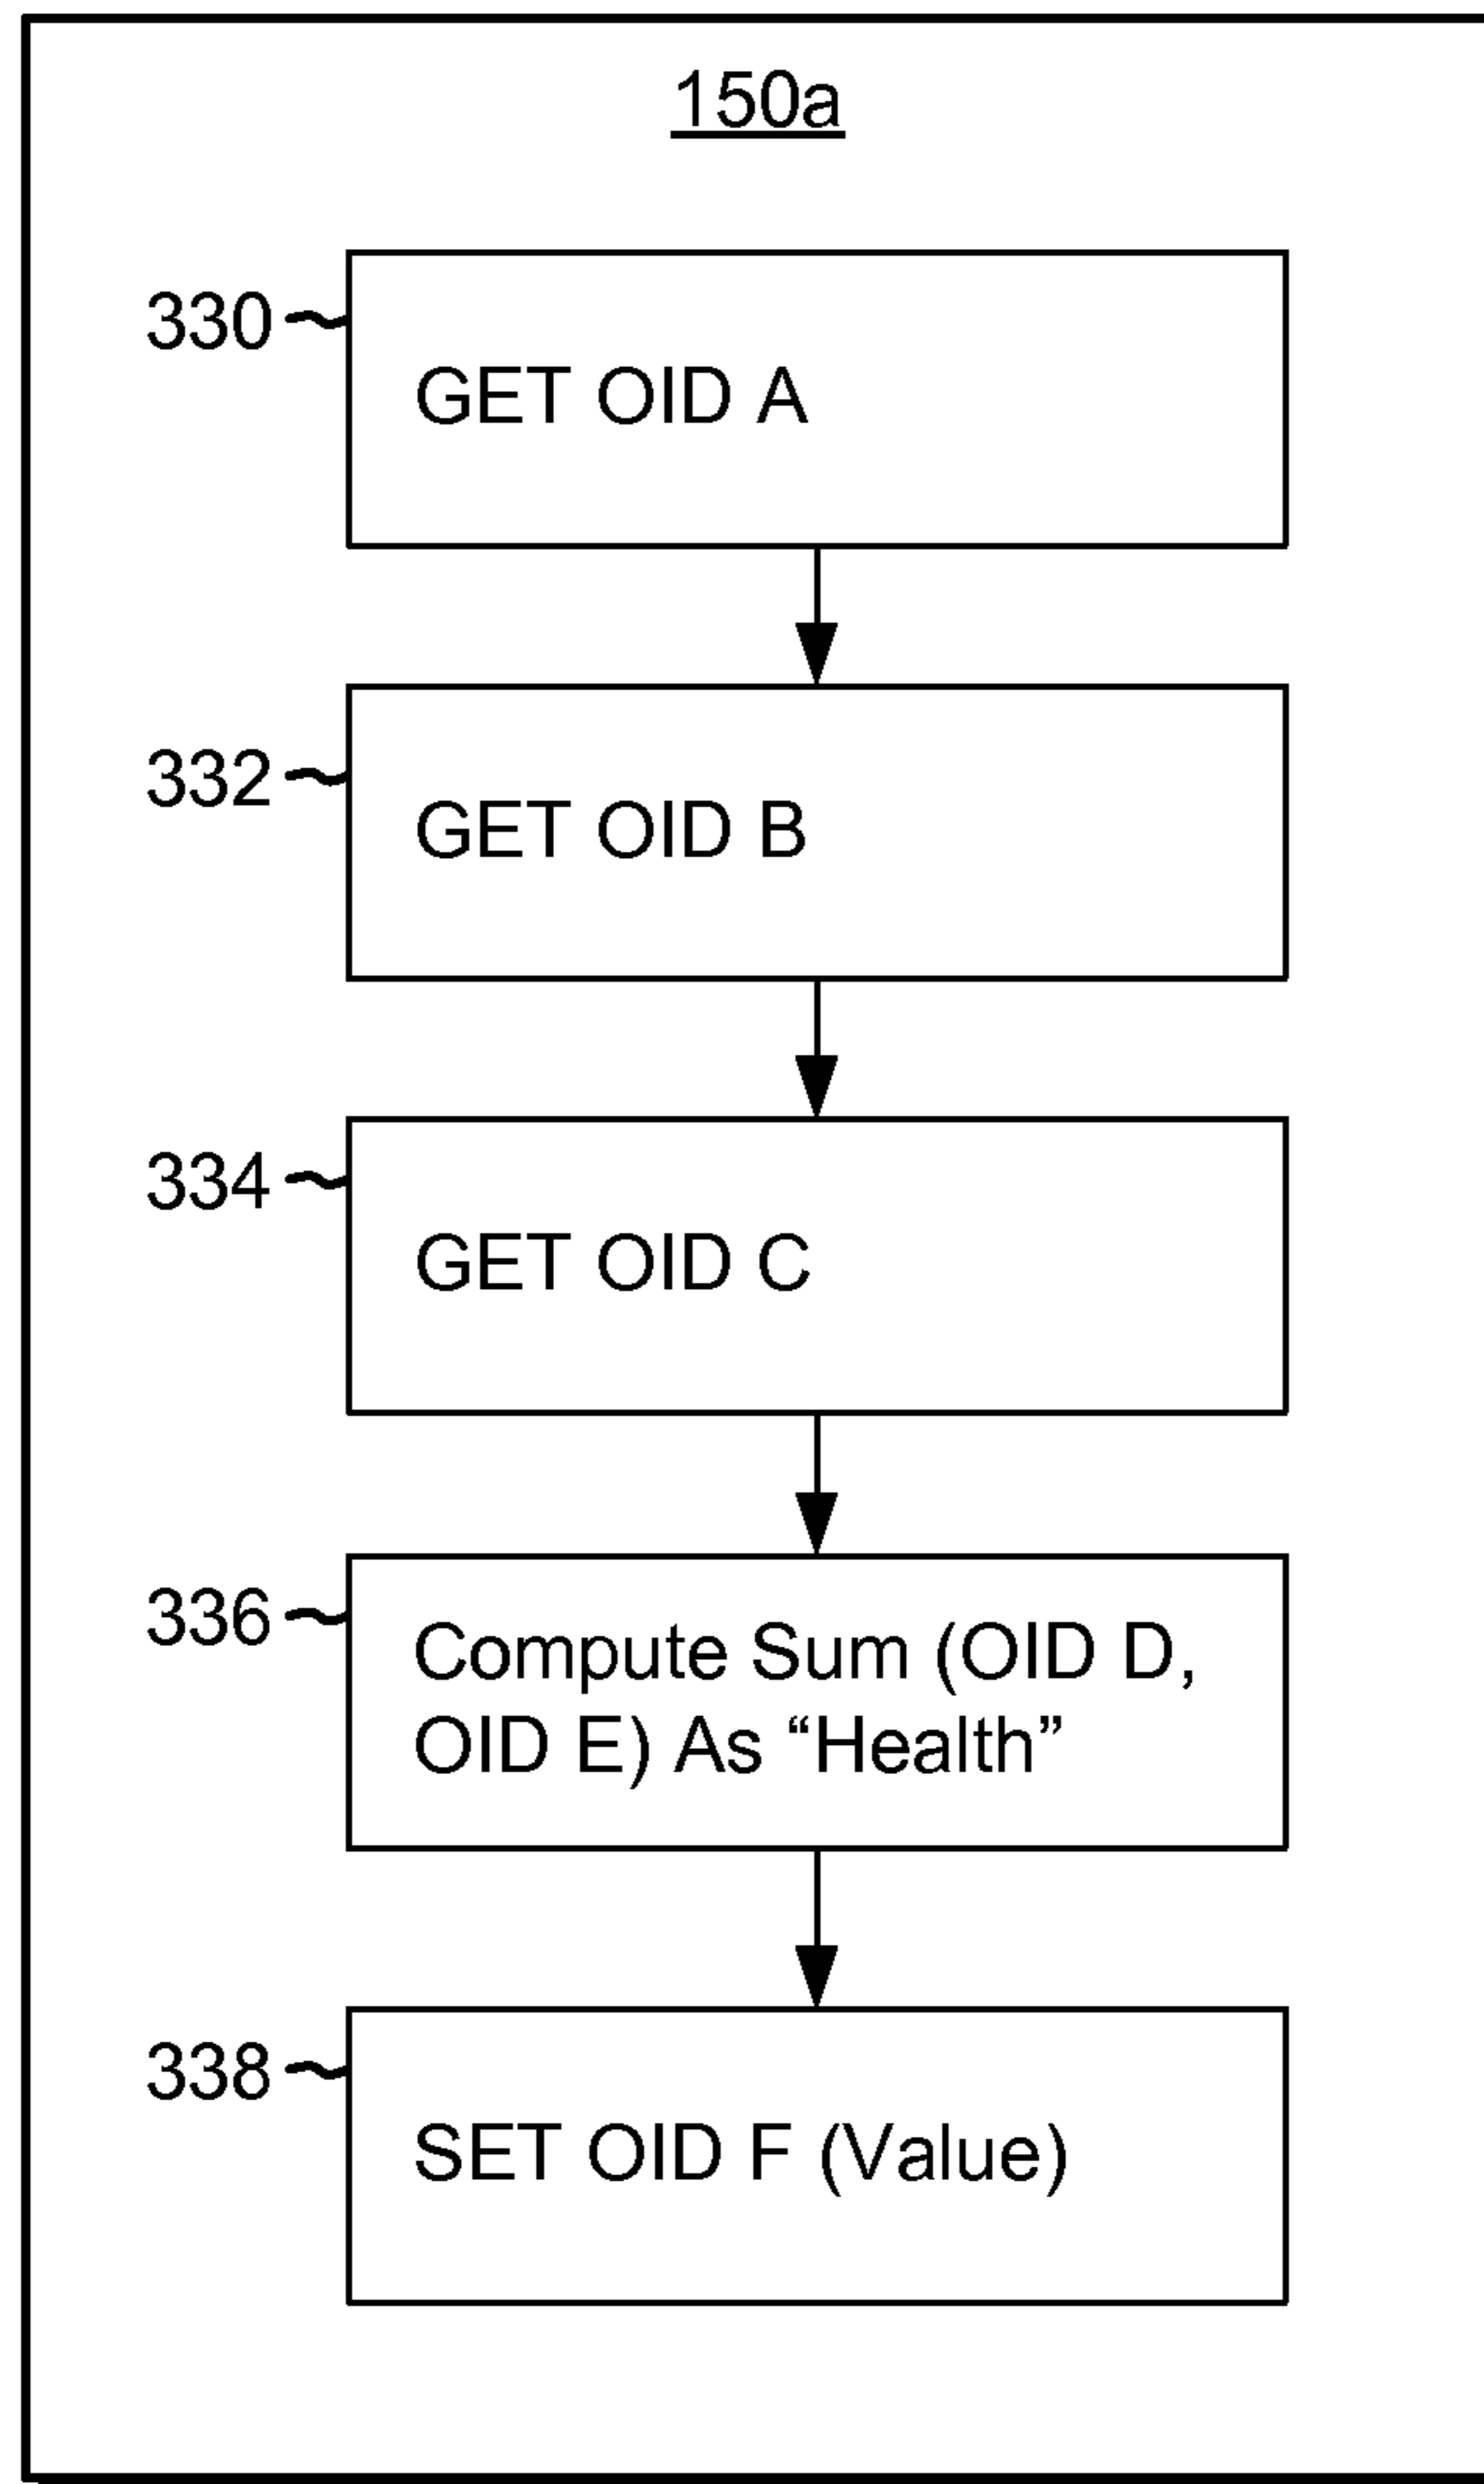 150a
330
GET OID A
332
GET OID B
334
GET OID C
336
Compute Sum (OID D,
OID E) As “Health”
338
SET OID F (Value)